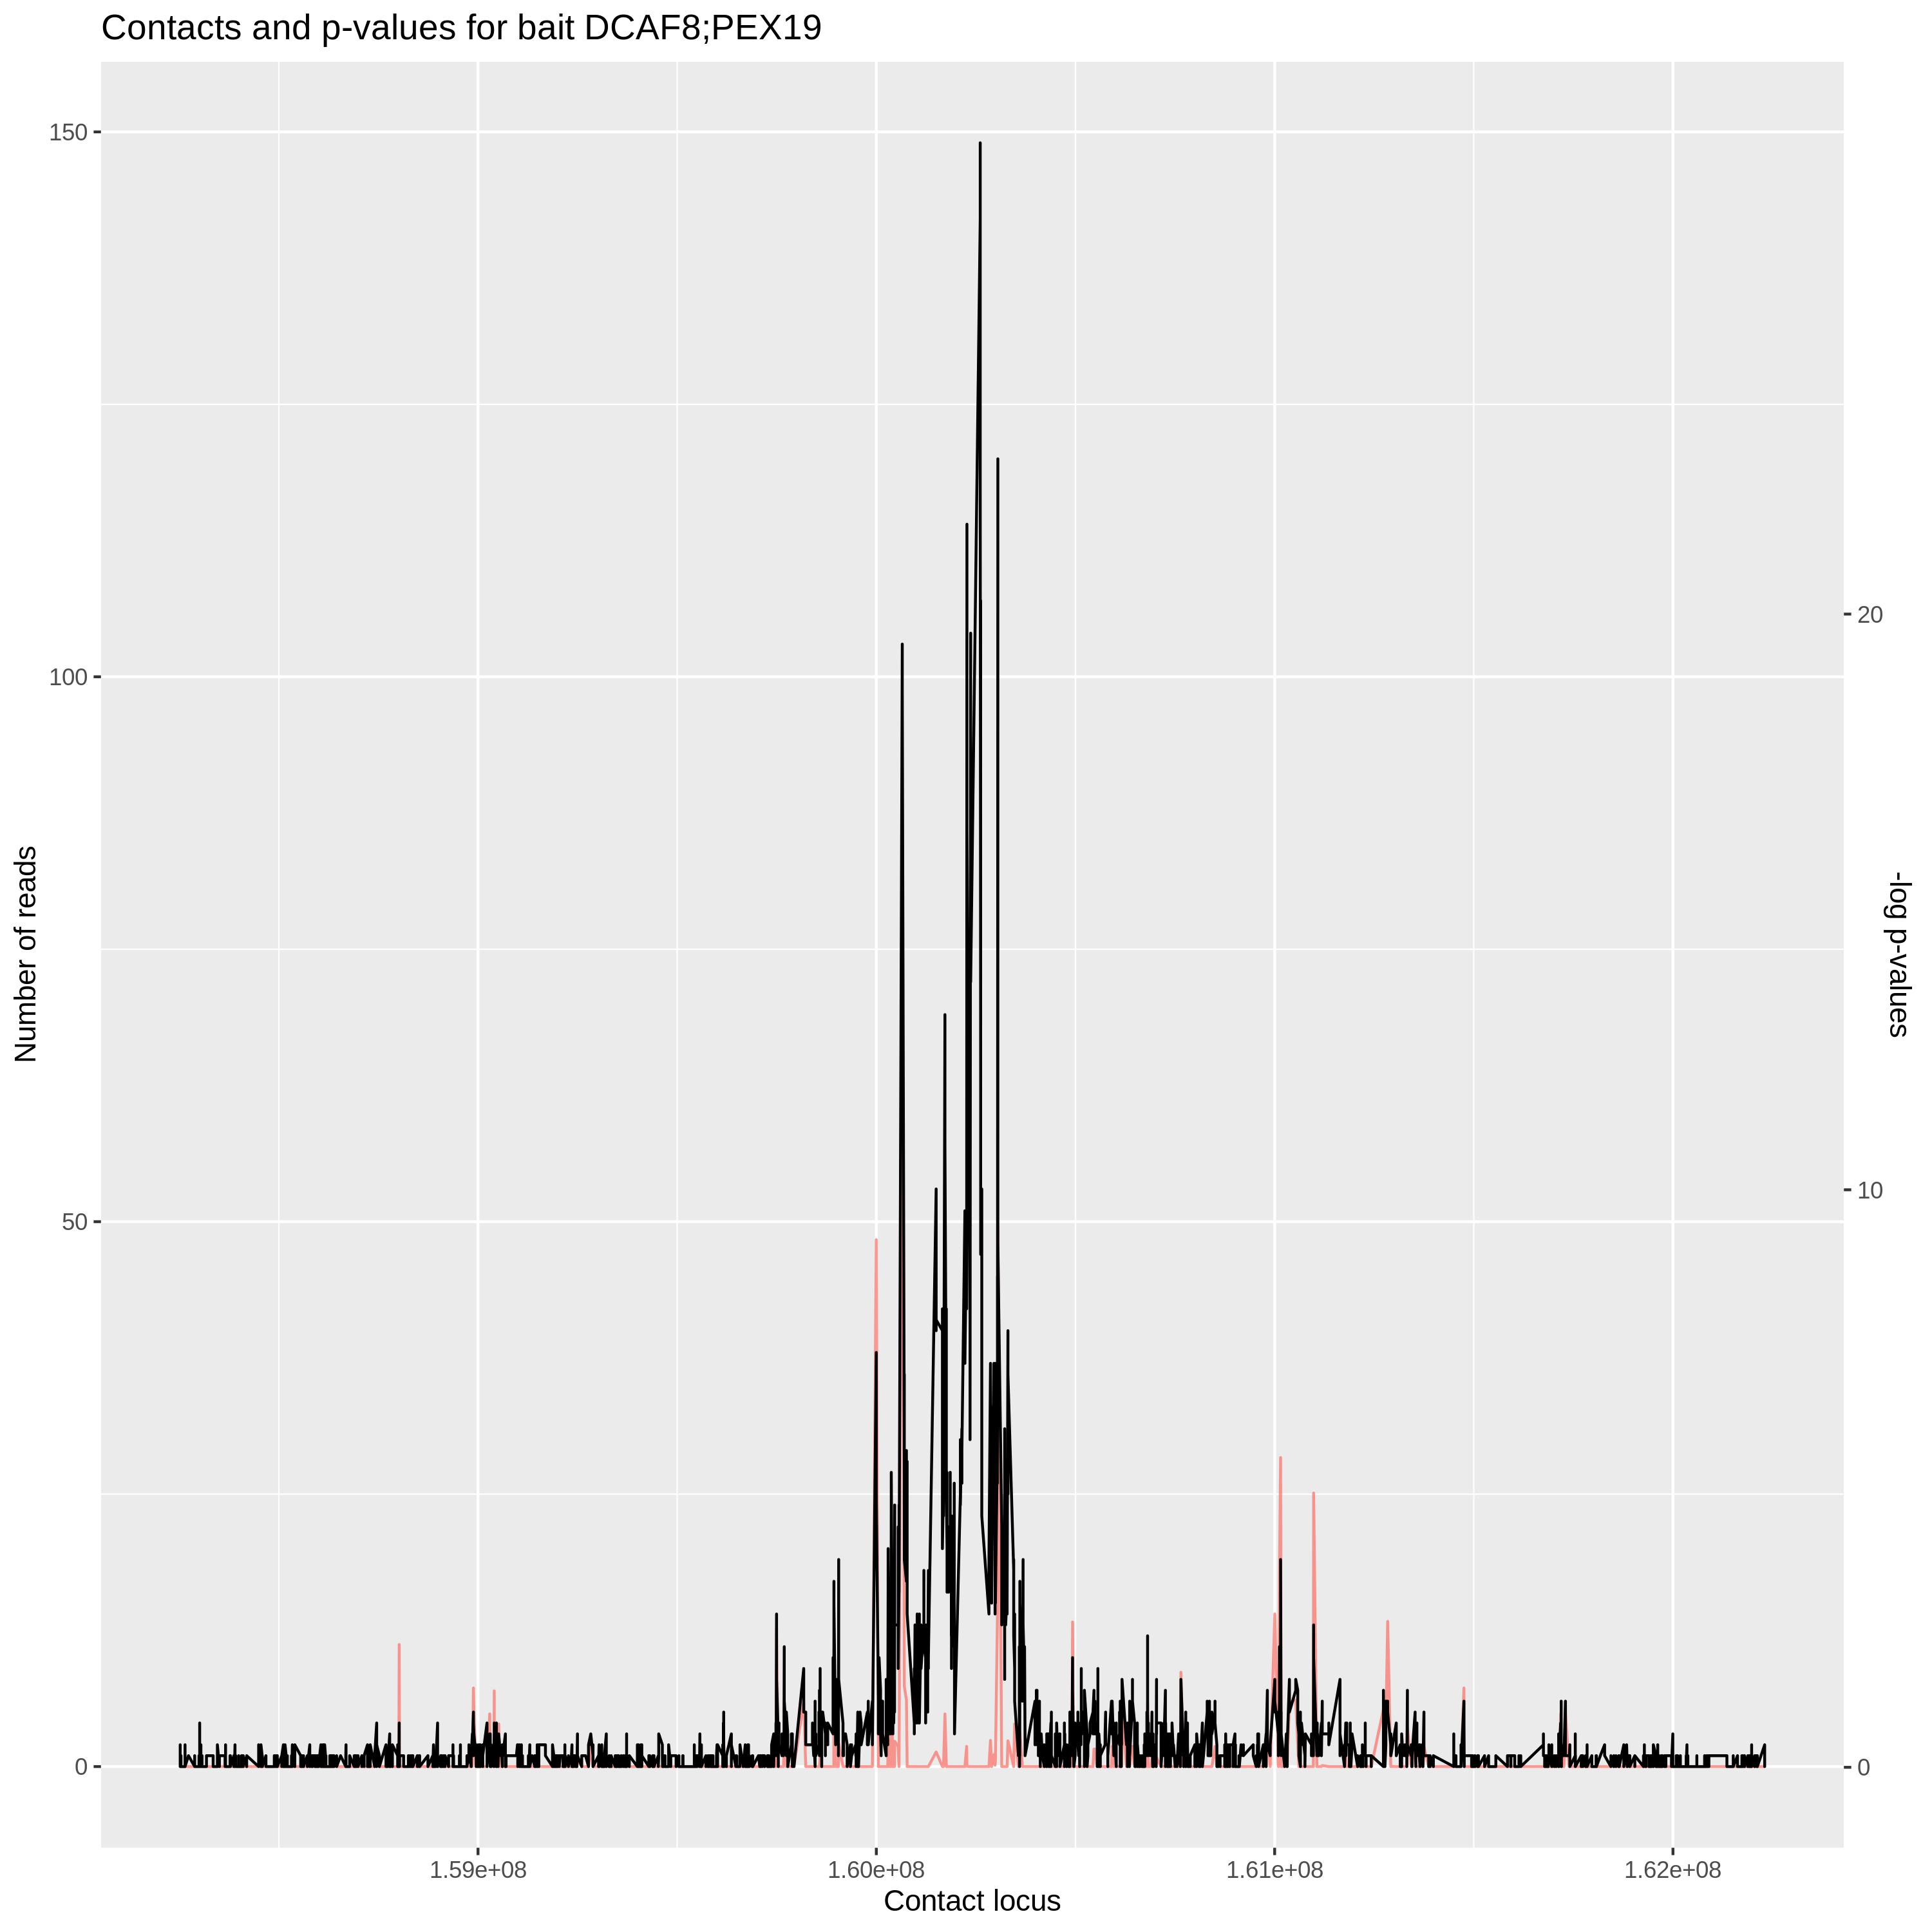 Contacts and p-values for bait DCAF8;PEX19
150
100
50
0
Number of reads
20
10
0
-log p-values
1.59e+08
1.60e+08
1.61e+08
1.62e+08
Contact locus